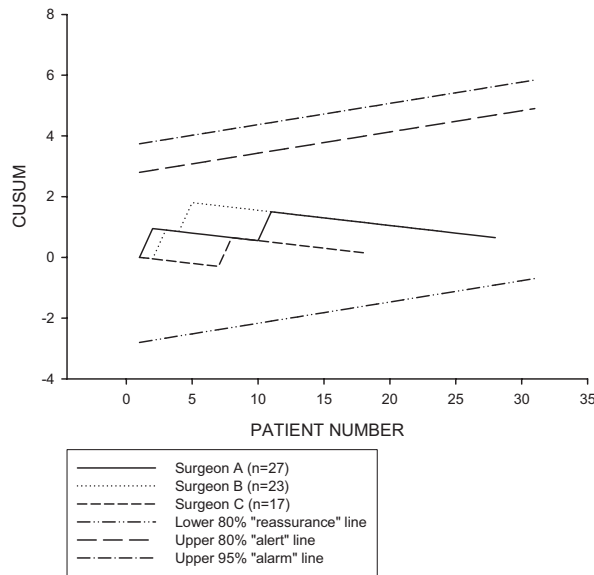 8
6
4
2
0
-2
-4
CUSUM
0 5 10 15 20 25 30 35
PATIENT NUMBER
Surgeon A (n=27)
Surgeon B (n=23)
Surgeon C (n=17)
Lower 80% "reassurance" line
Upper 80% "alert" line
Upper 95% "alarm" line